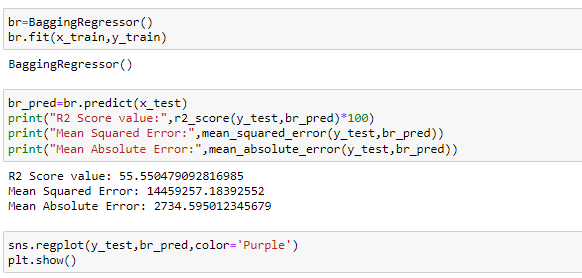 br=BaggingRegressor()
br.fit(x_train,y_train)
BaggingRegressor()
br_pred=br.predict(x_test)
print("R2 Score value:",r2_score(y_test,br_pred)*100)
print("Mean Squared Error:",mean_squared_error(y_test,br_pred))
print("Mean Absolute Error:",mean_absolute_error(y_test,br_pred))
R2 Score value: 55.550479092816985
Mean Squared Error: 14459257.18392552
Mean Absolute Error: 2734.595012345679
sns.regplot(y_test,br_pred,color='Purple')
plt.show()